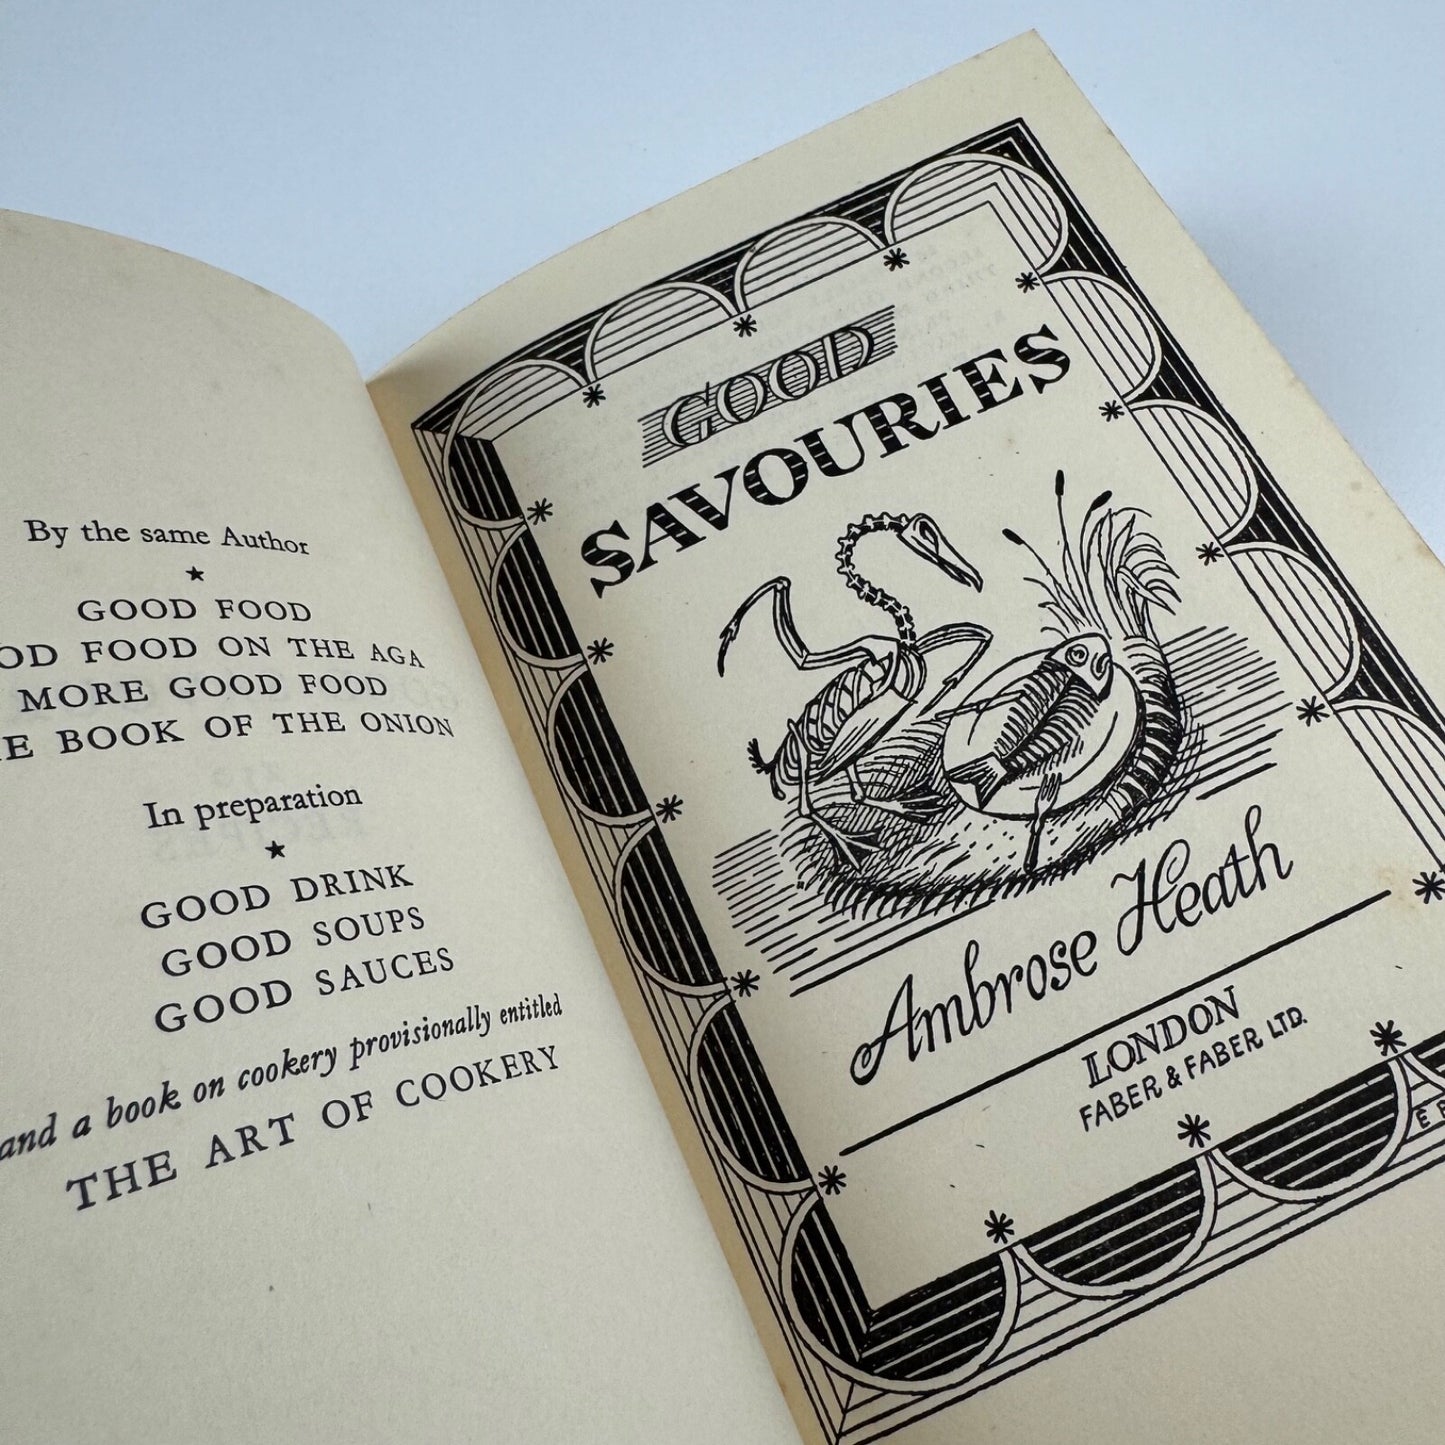 By the same Author
GOOD FOOD
OD FOOD ON THE AGA
MORE GOOD FOOD
E BOOK OF THE ONION
In preparation
GOOD DRINK
GOOD SOUPS
GOOD SAUCES
and a book on cookery provisionally entitled
THE ART OF COOKERY
GOOD
SAVOURIES
Ambrose Heath
LONDON
FABER & FABER LTD.